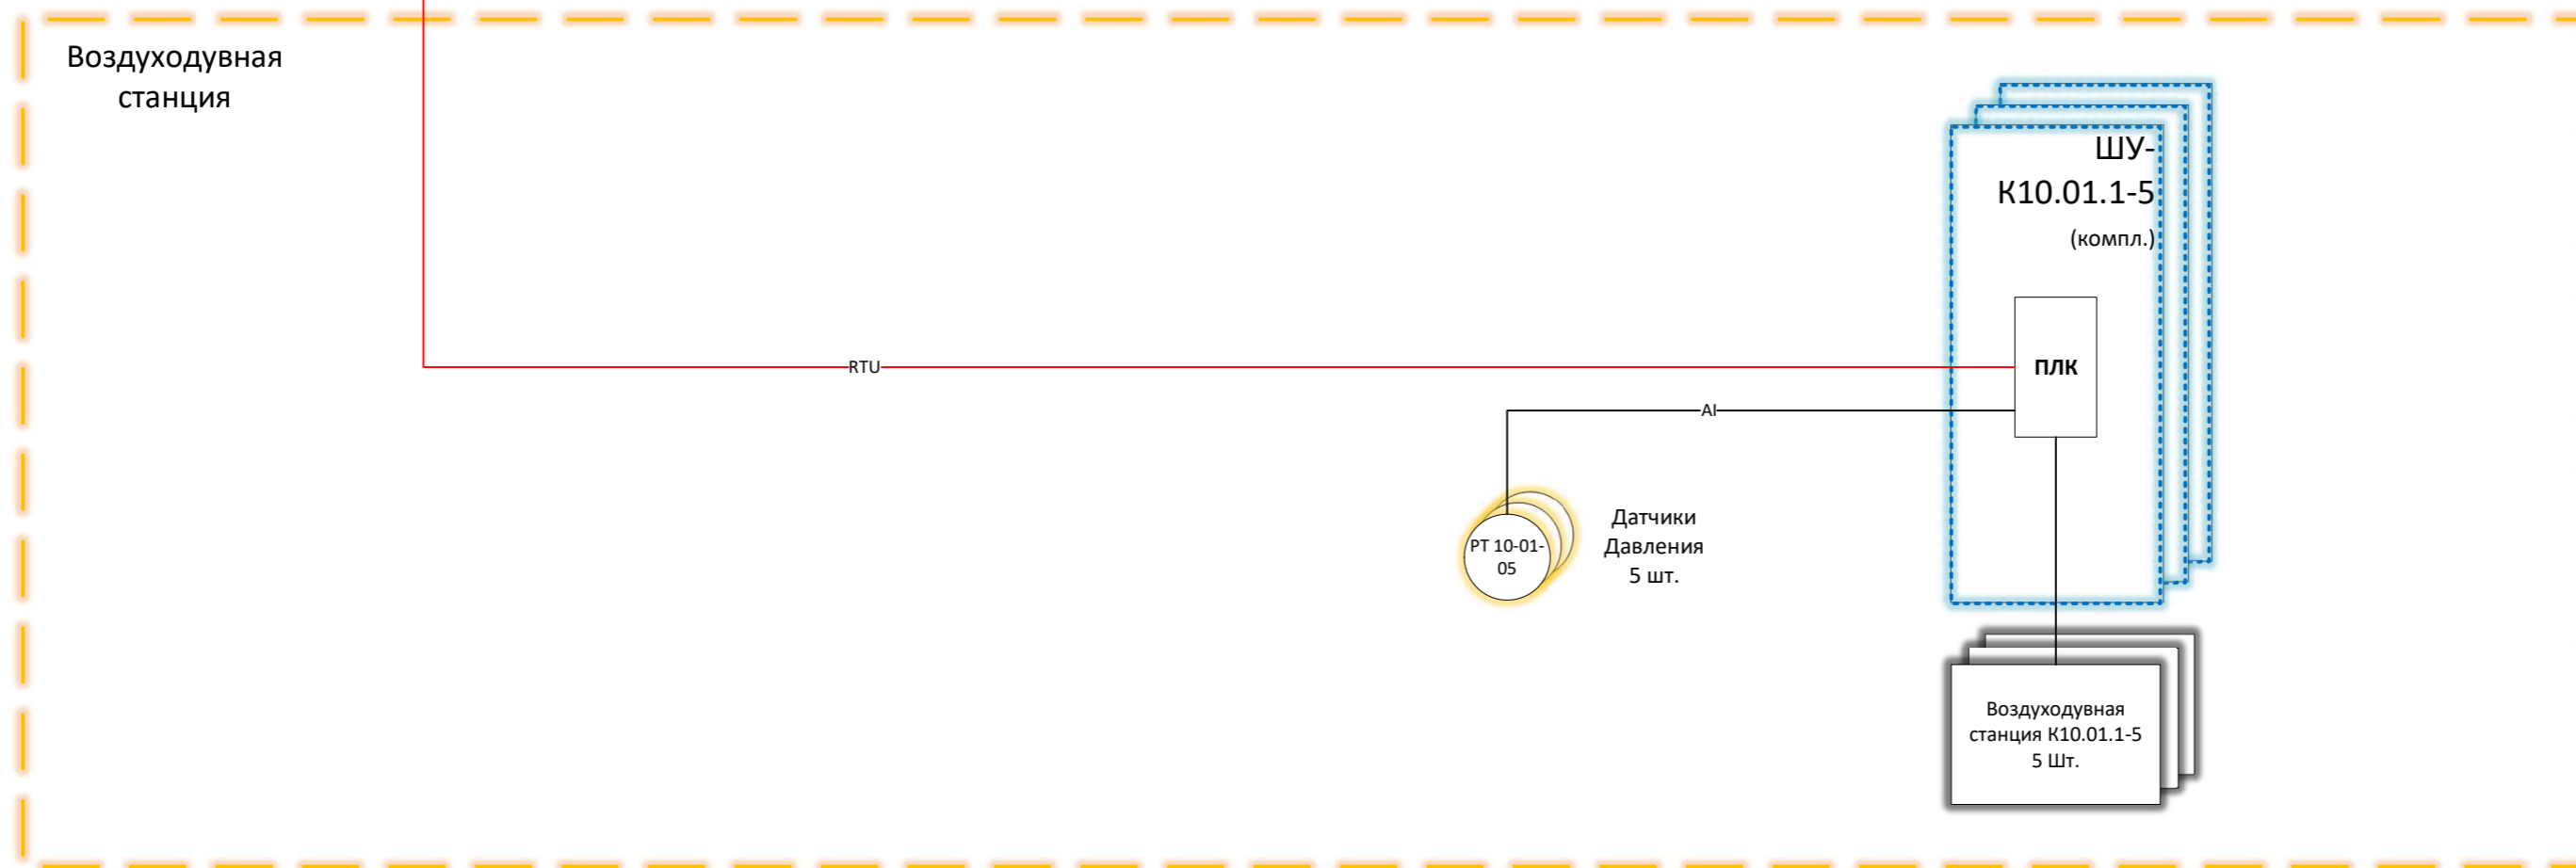 Воздуходувная
станция
ШУ-
К10.01.1-5
(компл.)
ПЛК
RTU
AI
PT 10-01-
05
Датчики
Давления
5 шт.
Воздуходувная
станция К10.01.1-5
5 Шт.